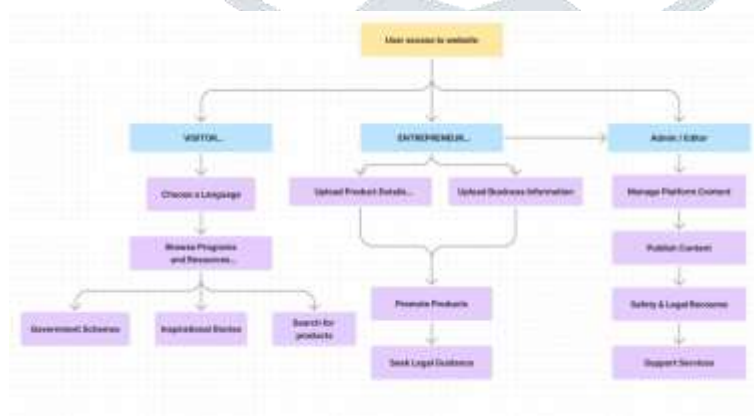 User access to website
VISITOR...
ENTREPRENEUR...
Admin / Editor
Choose a Language
Upload Product Details...
Upload Business Information
Manage Platform Content
Browse Programs
and Resources...
Publish Content
Government Schemes
Inspirational Stories
Search for
products
Promote Products
Safety & Legal Recourse
Seek Legal Guidance
Support Services